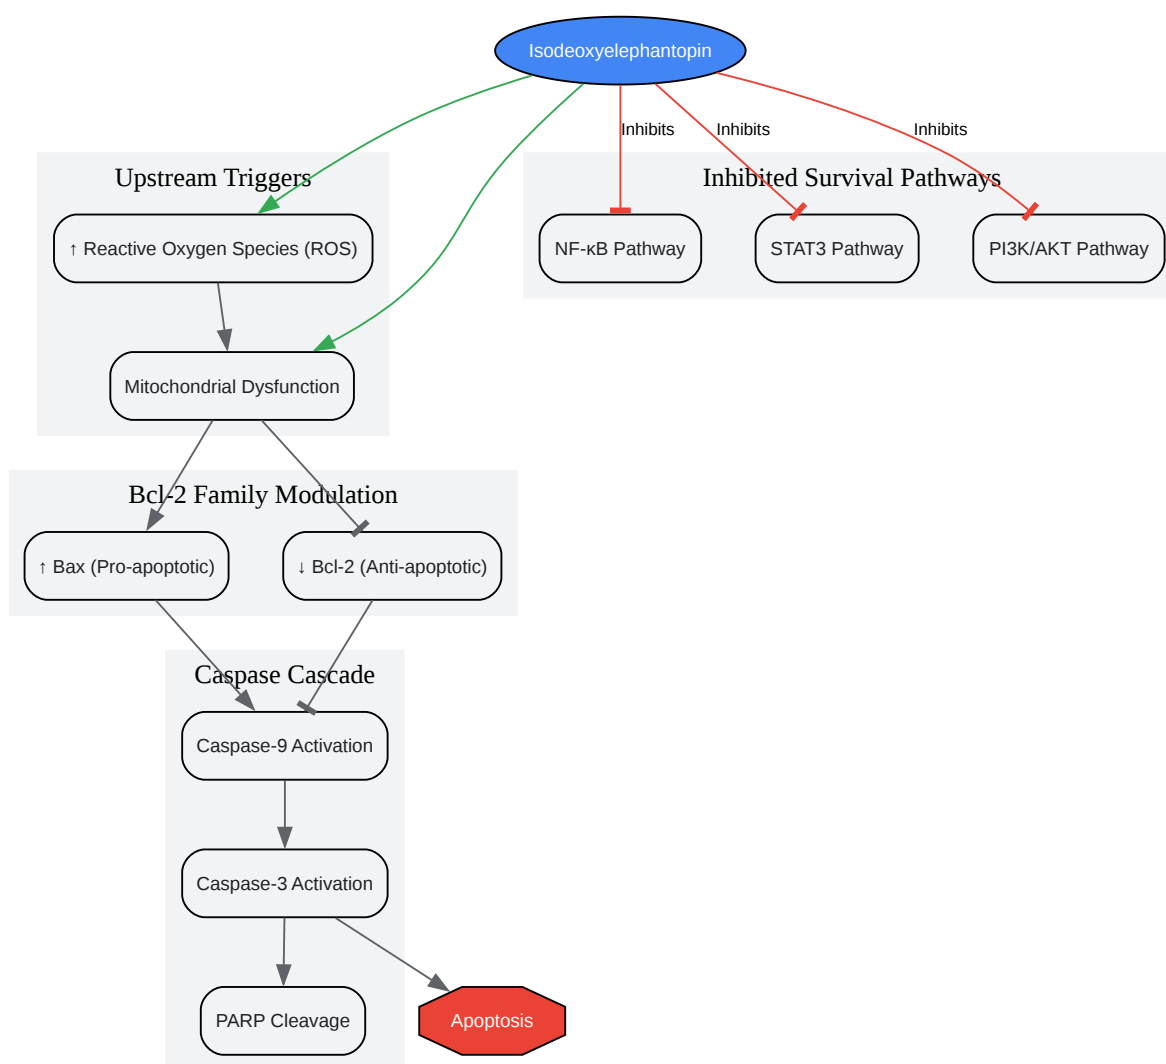 Isodeoxyelephantopin
Inhibits
Inhibits
Inhibits
Upstream Triggers
Inhibited Survival Pathways
↑ Reactive Oxygen Species (ROS)
NF-κB Pathway
STAT3 Pathway
PI3K/AKT Pathway
Mitochondrial Dysfunction
Bcl-2 Family Modulation
↑ Bax (Pro-apoptotic)
↓ Bcl-2 (Anti-apoptotic)
Caspase Cascade
Caspase-9 Activation
Caspase-3 Activation
PARP Cleavage
Apoptosis